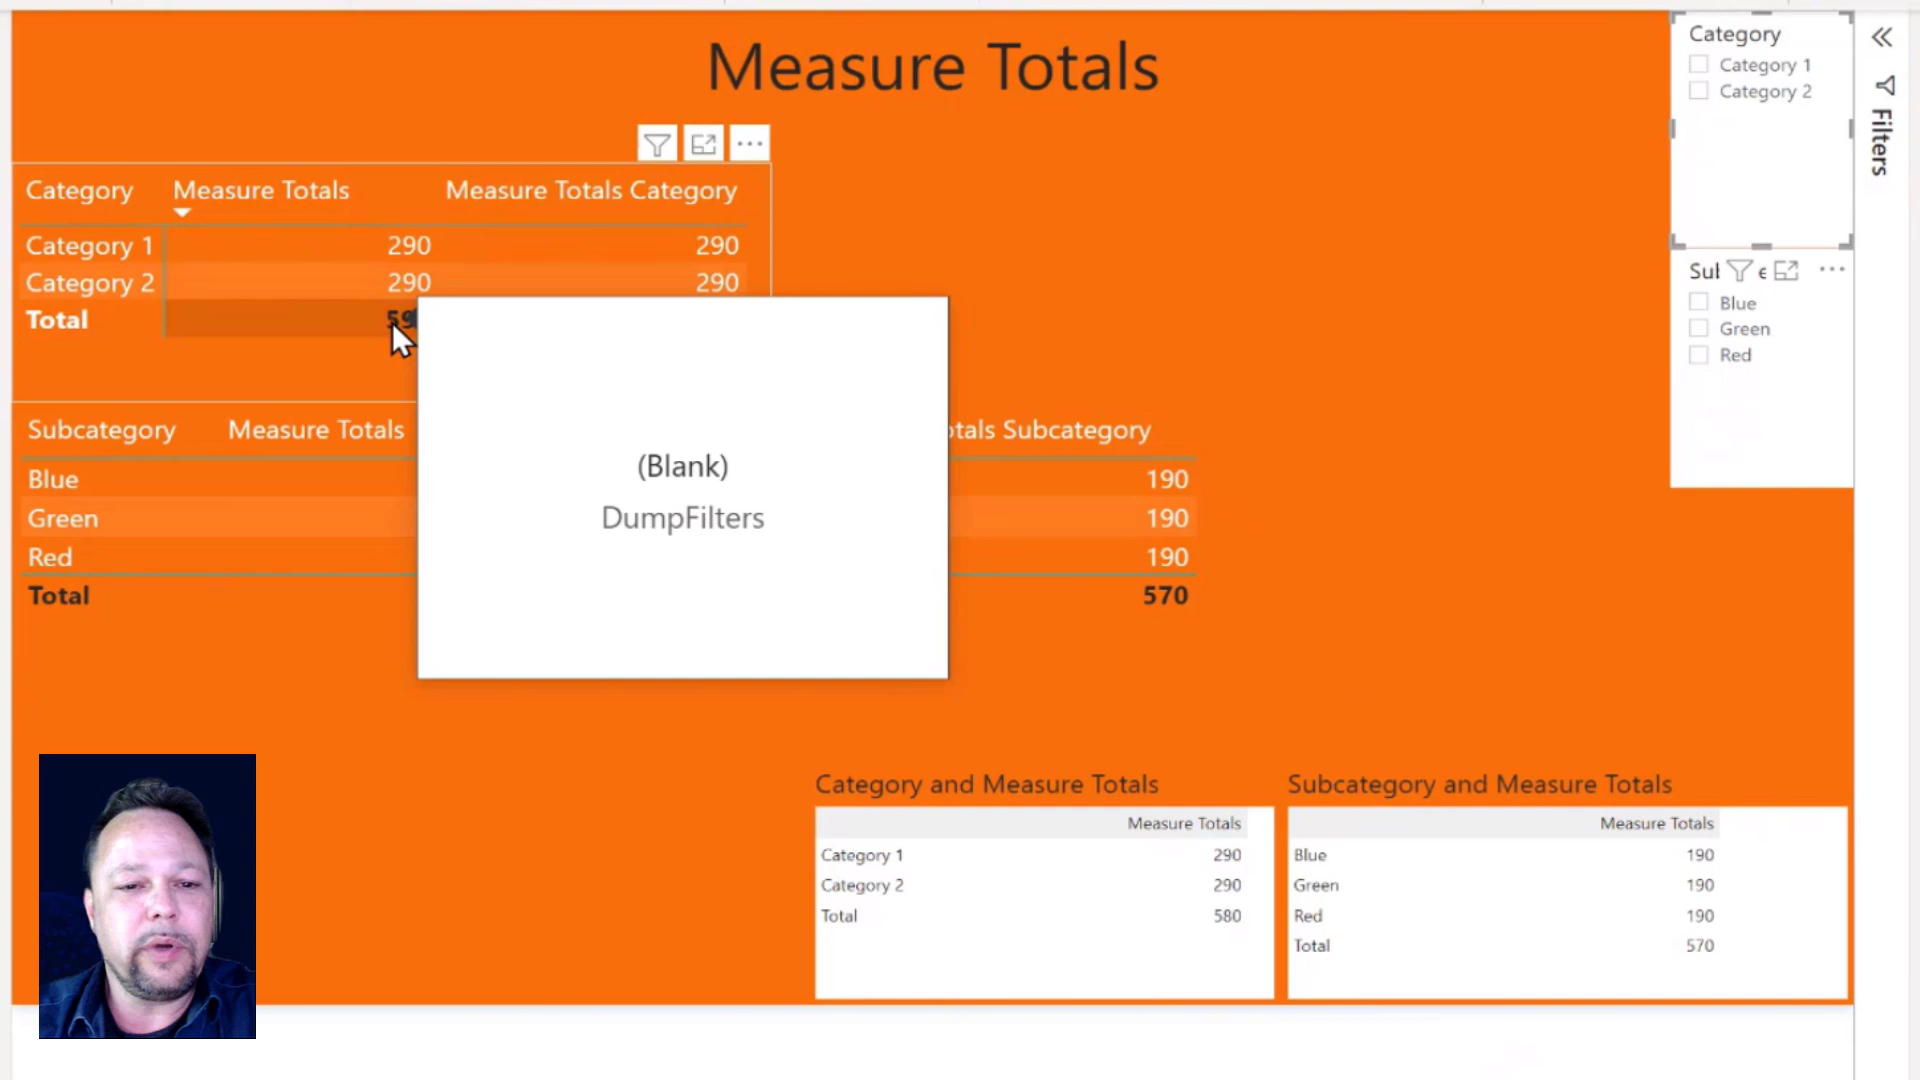 Measure Totals
Category
Category 1
Category 2
Filters
Category Measure Totals Measure Totals Category
Category 1 290 290
Category 2 290 290
Total
Blue
Green
Red
Subcategory Measure Totals Subcategory
Blue 190
Green 190
Red 190
Total 570
(Blank)
DumpFilters
Category and Measure Totals
Measure Totals
Category 1 290
Category 2 290
Total 580
Subcategory and Measure Totals
Measure Totals
Blue 190
Green 190
Red 190
Total 570